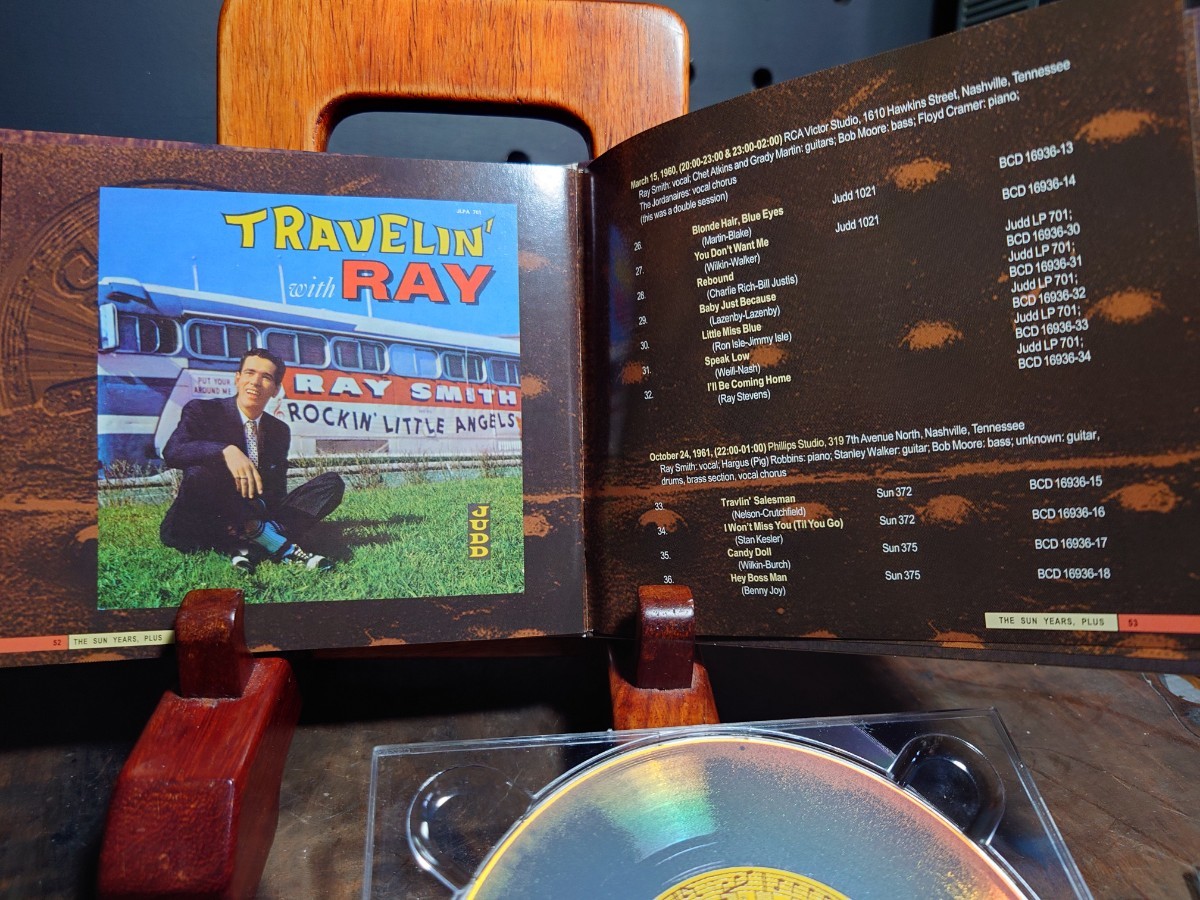 JLPA 701
TRAVELIN'
with RAY
PUT YOUR
AROUND ME
RAY SMITH
ROCKIN' LITTLE ANGELS
JUDD
52 THE SUN YEARS, PLUS
March 15, 1960, (20:00-23:00 & 23:00-02:00) RCA Victor Studio, 1610 Hawkins Street, Nashville, Tennessee
Ray Smith: vocal; Chet Atkins and Grady Martin: guitars; Bob Moore: bass; Floyd Cramer: piano;
The Jordanaires: vocal chorus
(this was a double session)
26. Blonde Hair, Blue Eyes Judd 1021 BCD 16936-13
(Martin-Blake)
27. You Don't Want Me Judd 1021 BCD 16936-14
(Wilkin-Walker)
28. Rebound Judd LP 701;
(Charlie Rich-Bill Justis) BCD 16936-30
29. Baby Just Because Judd LP 701;
(Lazenby-Lazenby) BCD 16936-31
30. Little Miss Blue Judd LP 701;
(Ron Isle-Jimmy Isle) BCD 16936-32
31. Speak Low Judd LP 701;
(Weill-Nash) BCD 16936-33
32. I'll Be Coming Home Judd LP 701;
(Ray Stevens) BCD 16936-34
October 24, 1961, (22:00-01:00) Phillips Studio, 319 7th Avenue North, Nashville, Tennessee
Ray Smith: vocal; Hargus (Pig) Robbins: piano; Stanley Walker: guitar; Bob Moore: bass; unknown: guitar,
drums, brass section, vocal chorus
33. Travlin' Salesman Sun 372 BCD 16936-15
(Nelson-Crutchfield)
34. I Won't Miss You (Til You Go) Sun 372 BCD 16936-16
(Stan Kesler)
35. Candy Doll Sun 375 BCD 16936-17
(Wilkin-Burch)
36. Hey Boss Man Sun 375 BCD 16936-18
(Benny Joy)
THE SUN YEARS, PLUS 53